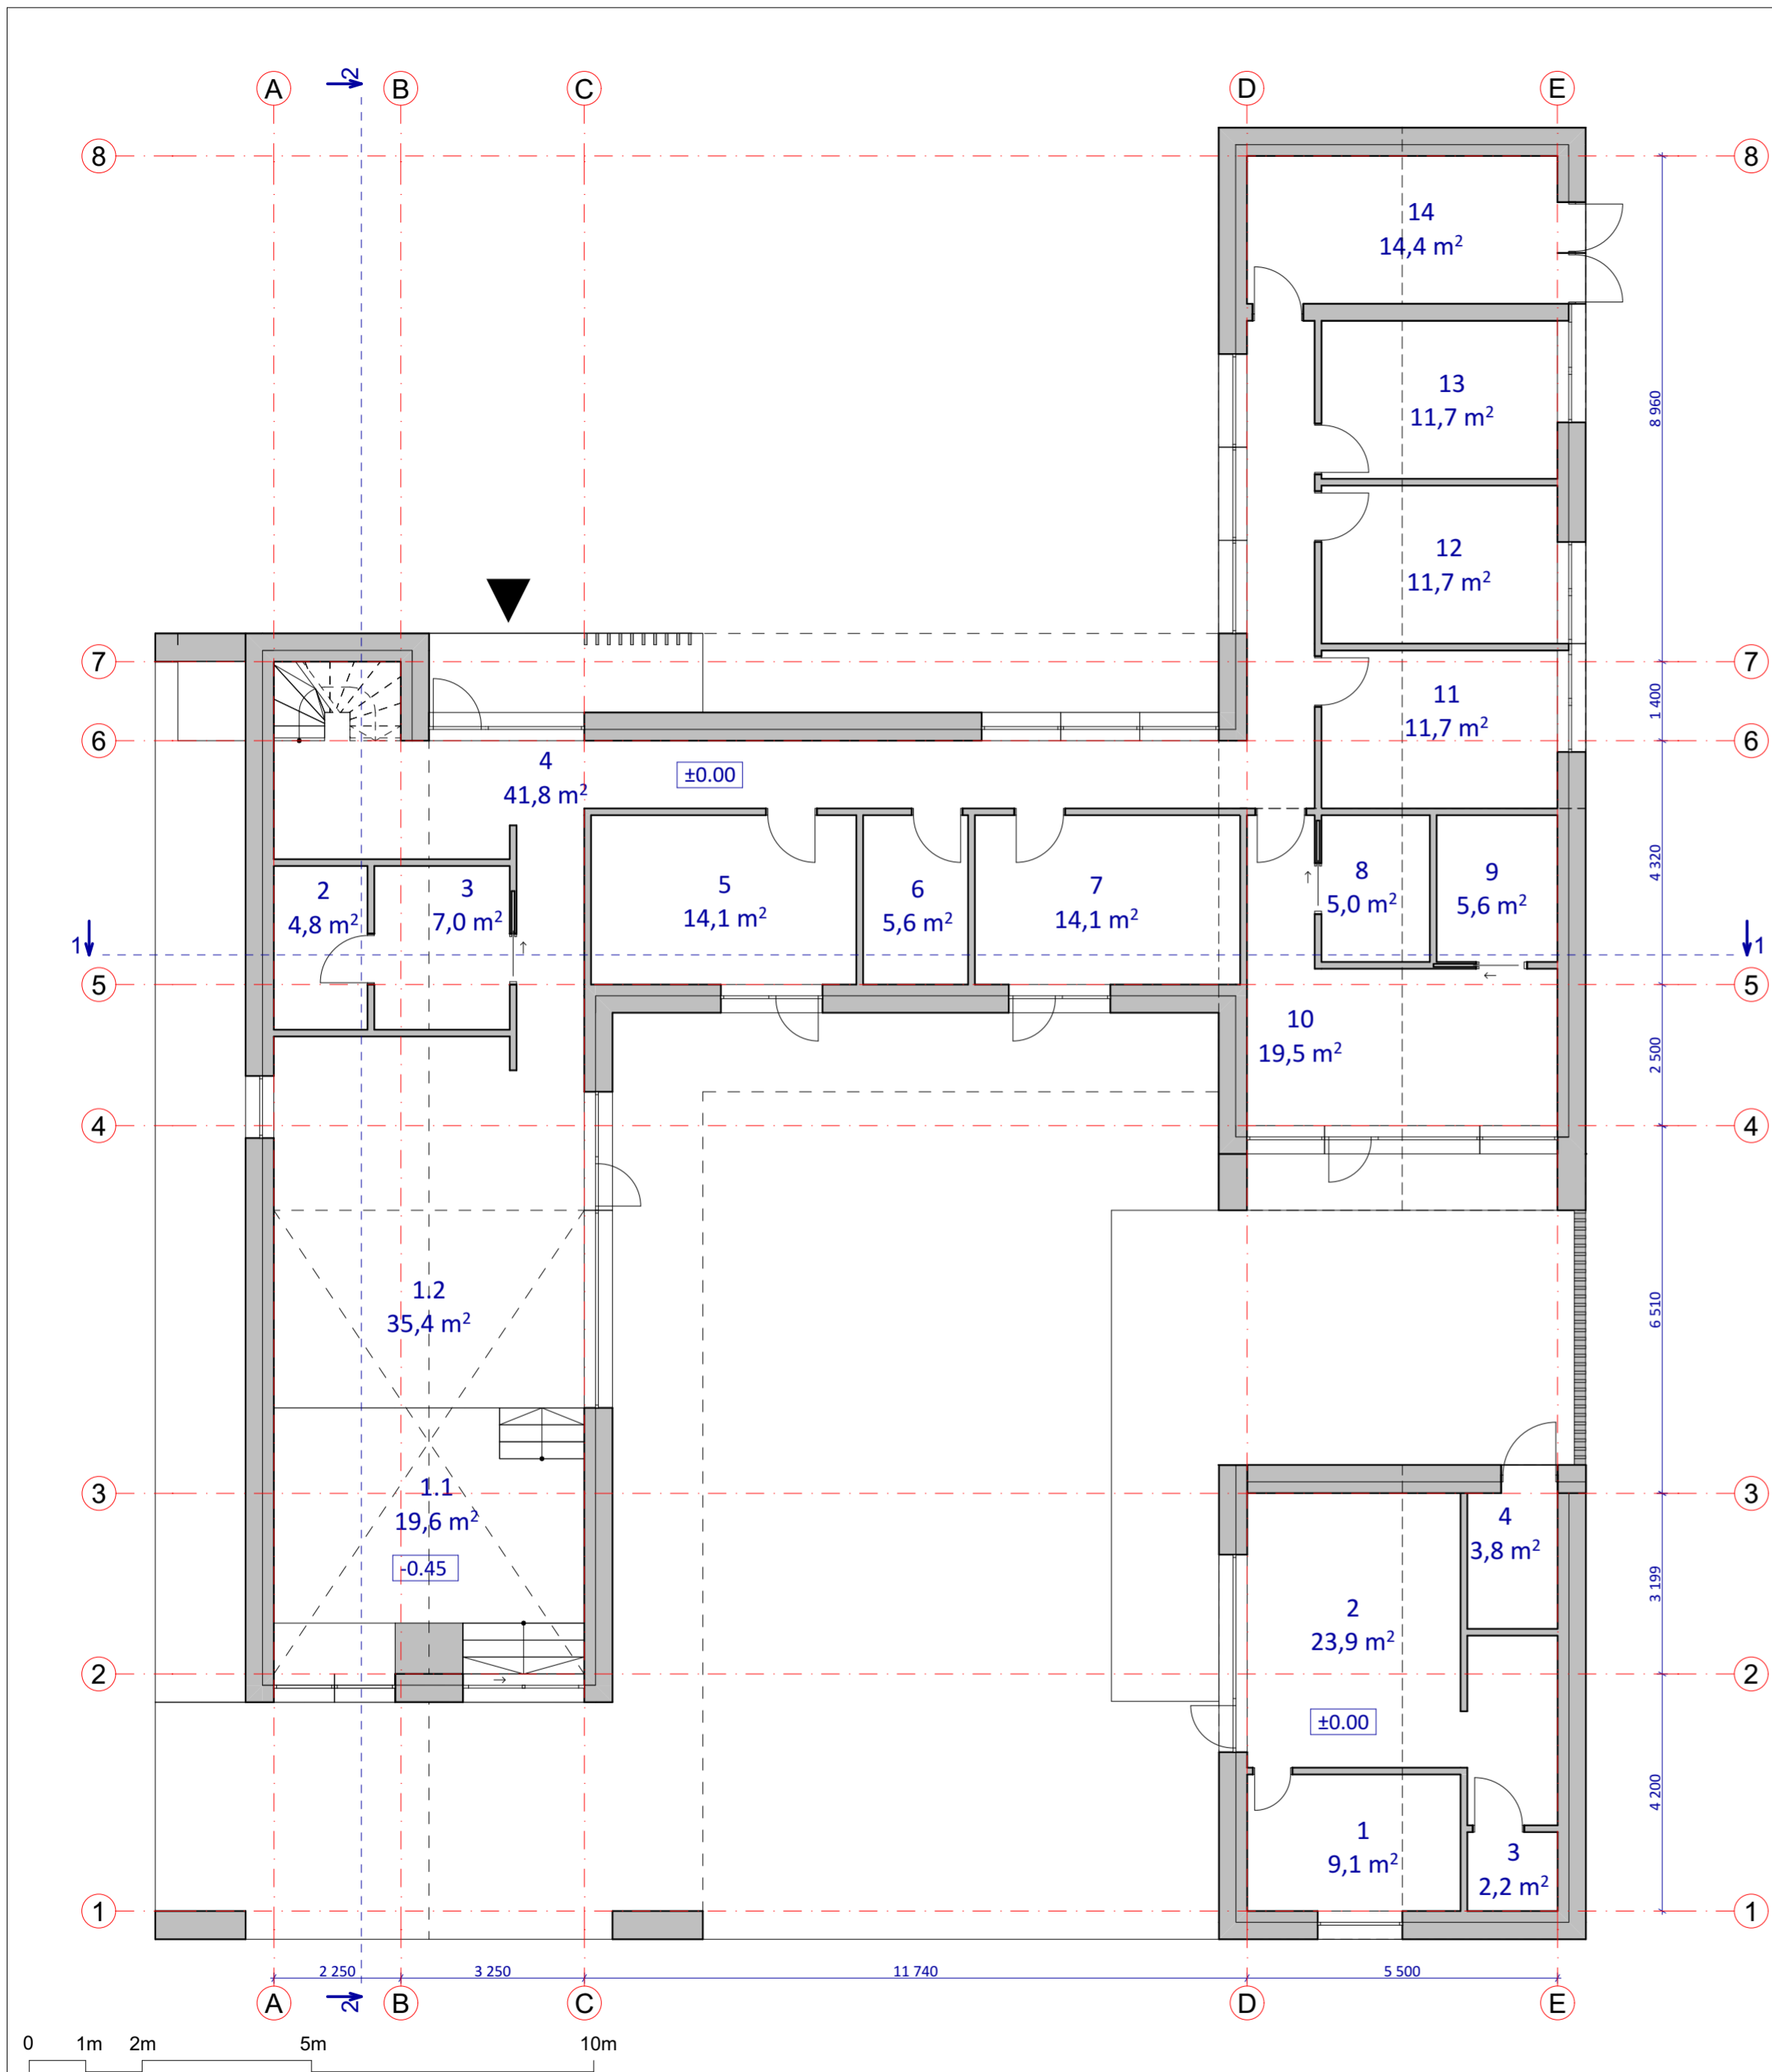 2
A B C D E
8 8
14
14,4 m²
13
11,7 m²
8 960
12
11,7 m²
7 7
11
11,7 m²
1 400
6 6
4
41,8 m²
±0.00
5
14,1 m²
6
5,6 m²
7
14,1 m²
8
5,0 m²
9
5,6 m²
4 320
2
4,8 m²
3
7,0 m²
1 1
5 5
10
19,5 m²
2 500
4 4
1.2
35,4 m²
6 510
1.1
19,6 m²
-0.45
3 3
4
3,8 m²
3 199
2
23,9 m²
2 2
±0.00
4 200
1
9,1 m²
3
2,2 m²
1 1
2 250 3 250 11 740 5 500
A 2 B C D E
0 1m 2m 5m 10m